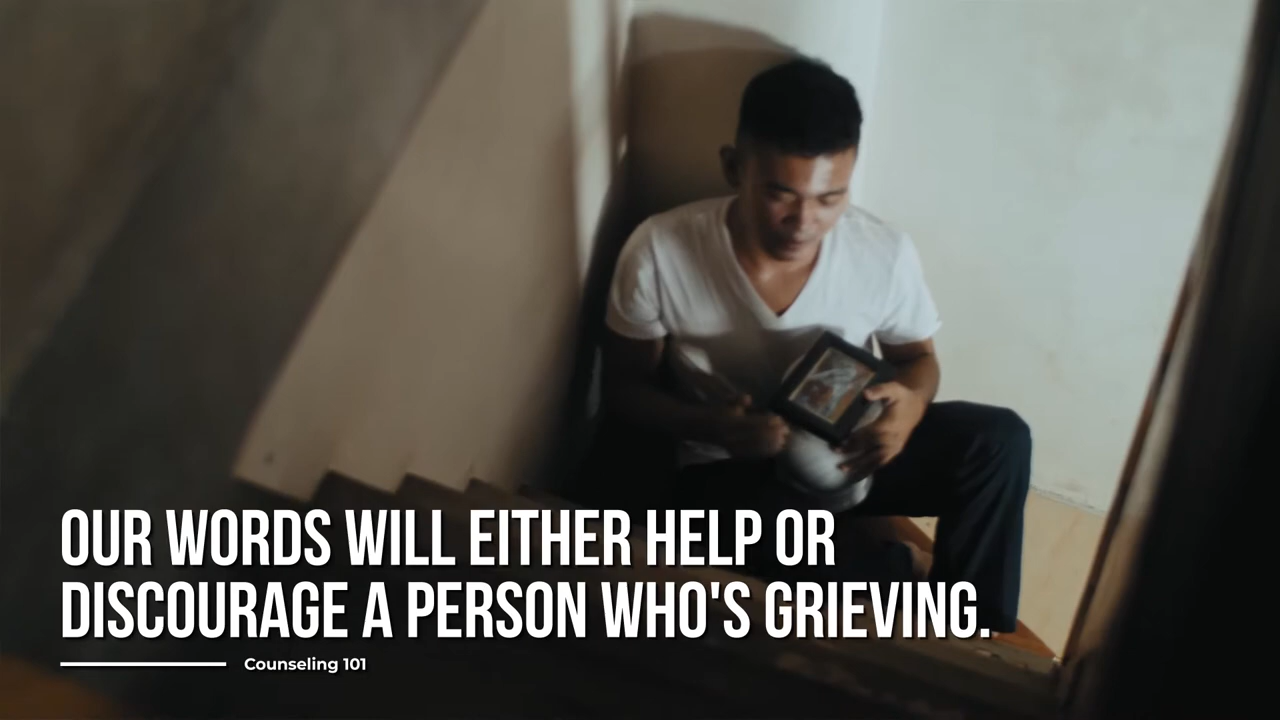 OUR WORDS WILL EITHER HELP OR
DISCOURAGE A PERSON WHO'S GRIEVING.
Counseling 101